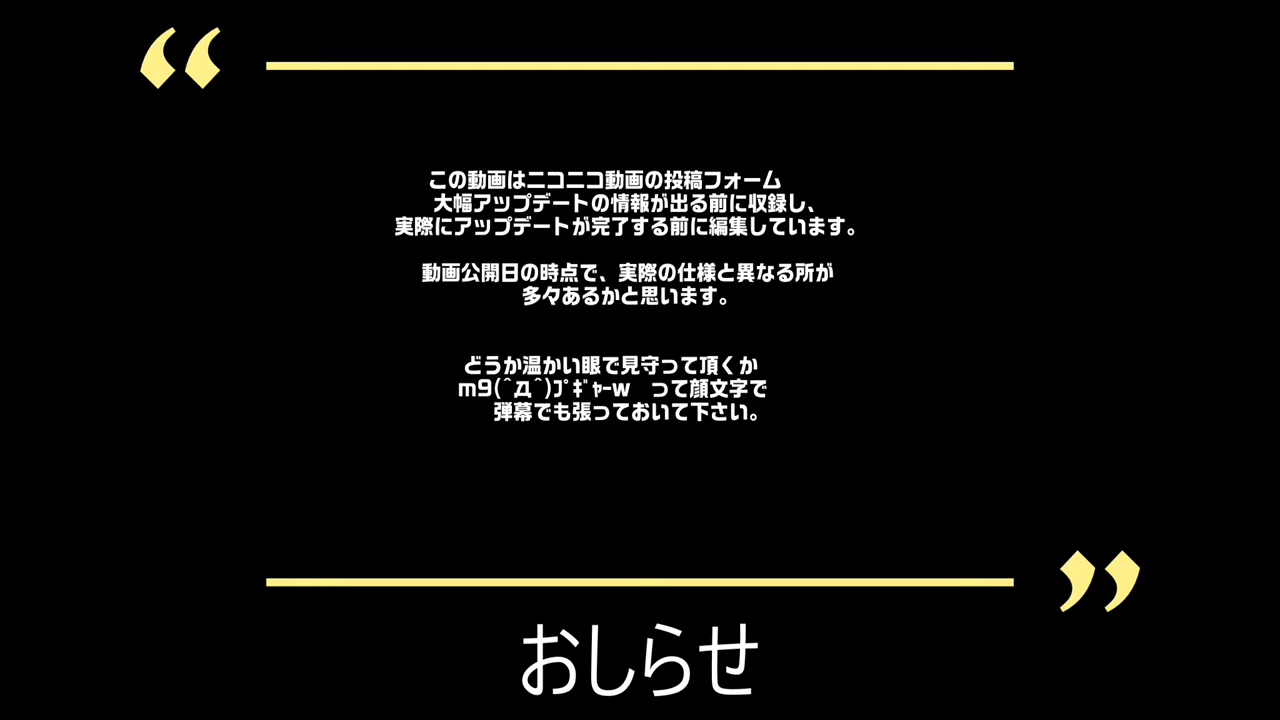 “
この動画はニコニコ動画の投稿フォーム
大幅アップデートの情報が出る前に収録し、
実際にアップデートが完了する前に編集しています。
動画公開日の時点で、実際の仕様と異なる所が
多々あるかと思います。
どうか温かい眼で見守って頂くか
m9(^Д^)ﾌﾟｷﾞｬｰw　って顔文字で
弾幕でも張っておいて下さい。
”
おしらせ